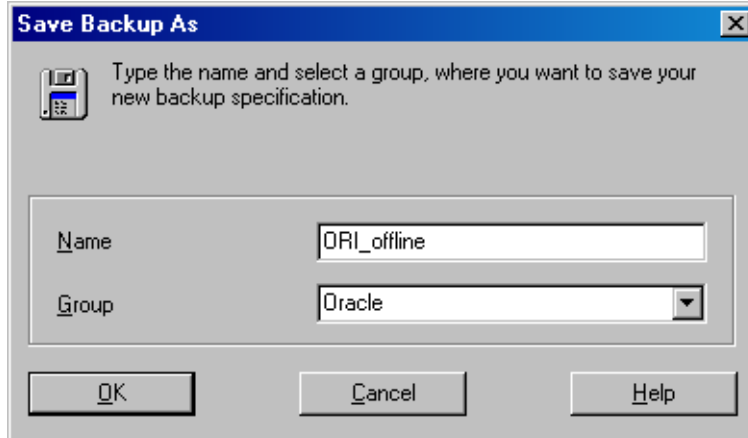 Save Backup As
Type the name and select a group, where you want to save your
new backup specification.
Name
ORI_offline
Group
Oracle
OK
Cancel
Help